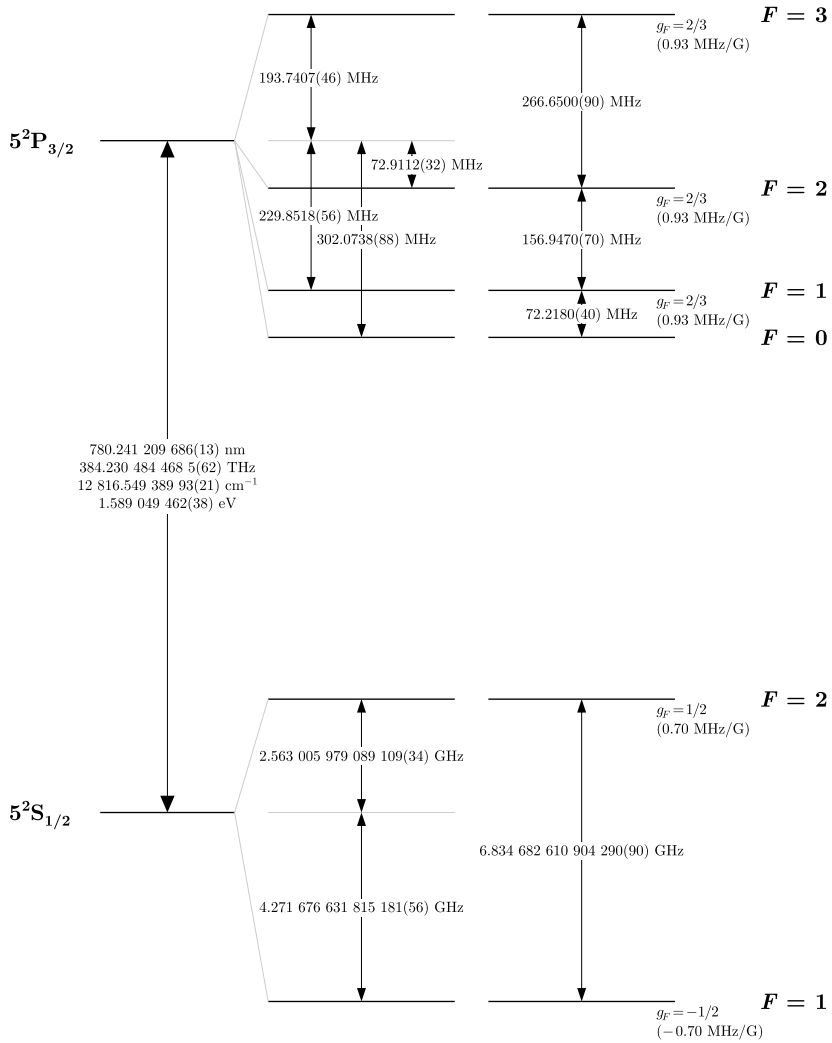 F = 3
g_F = 2/3
(0.93 MHz/G)
193.7407(46) MHz
266.6500(90) MHz
5²P₃/₂
72.9112(32) MHz
F = 2
g_F = 2/3
(0.93 MHz/G)
229.8518(56) MHz
302.0738(88) MHz
156.9470(70) MHz
F = 1
g_F = 2/3
(0.93 MHz/G)
72.2180(40) MHz
F = 0
780.241 209 686(13) nm
384.230 484 468 5(62) THz
12 816.549 389 93(21) cm⁻¹
1.589 049 462(38) eV
F = 2
g_F = 1/2
(0.70 MHz/G)
2.563 005 979 089 109(34) GHz
5²S₁/₂
6.834 682 610 904 290(90) GHz
4.271 676 631 815 181(56) GHz
F = 1
g_F = −1/2
(−0.70 MHz/G)